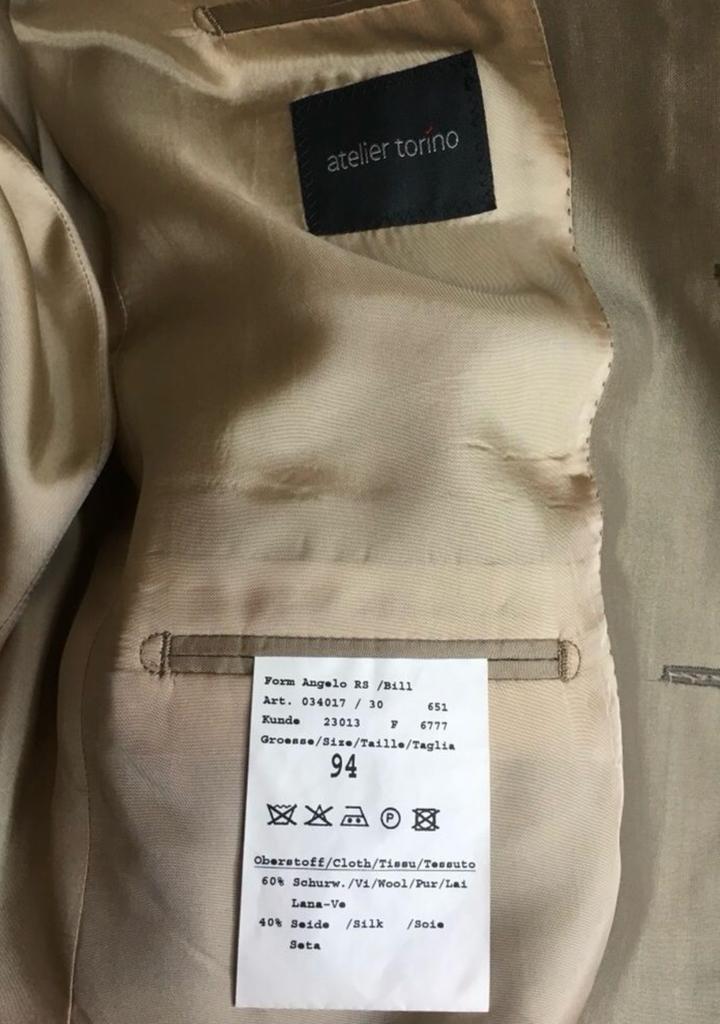 atelier torino
Form Angelo RS /Bill
Art. 034017 / 30 651
Kunde 23013 F 6777
Groesse/Size/Taille/Taglia
94
P
Oberstoff/Cloth/Tissu/Tessuto
60% Schurw./Vi/Wool/Pur/Lai
Lana-Ve
40% Seide /Silk /Soie
Seta